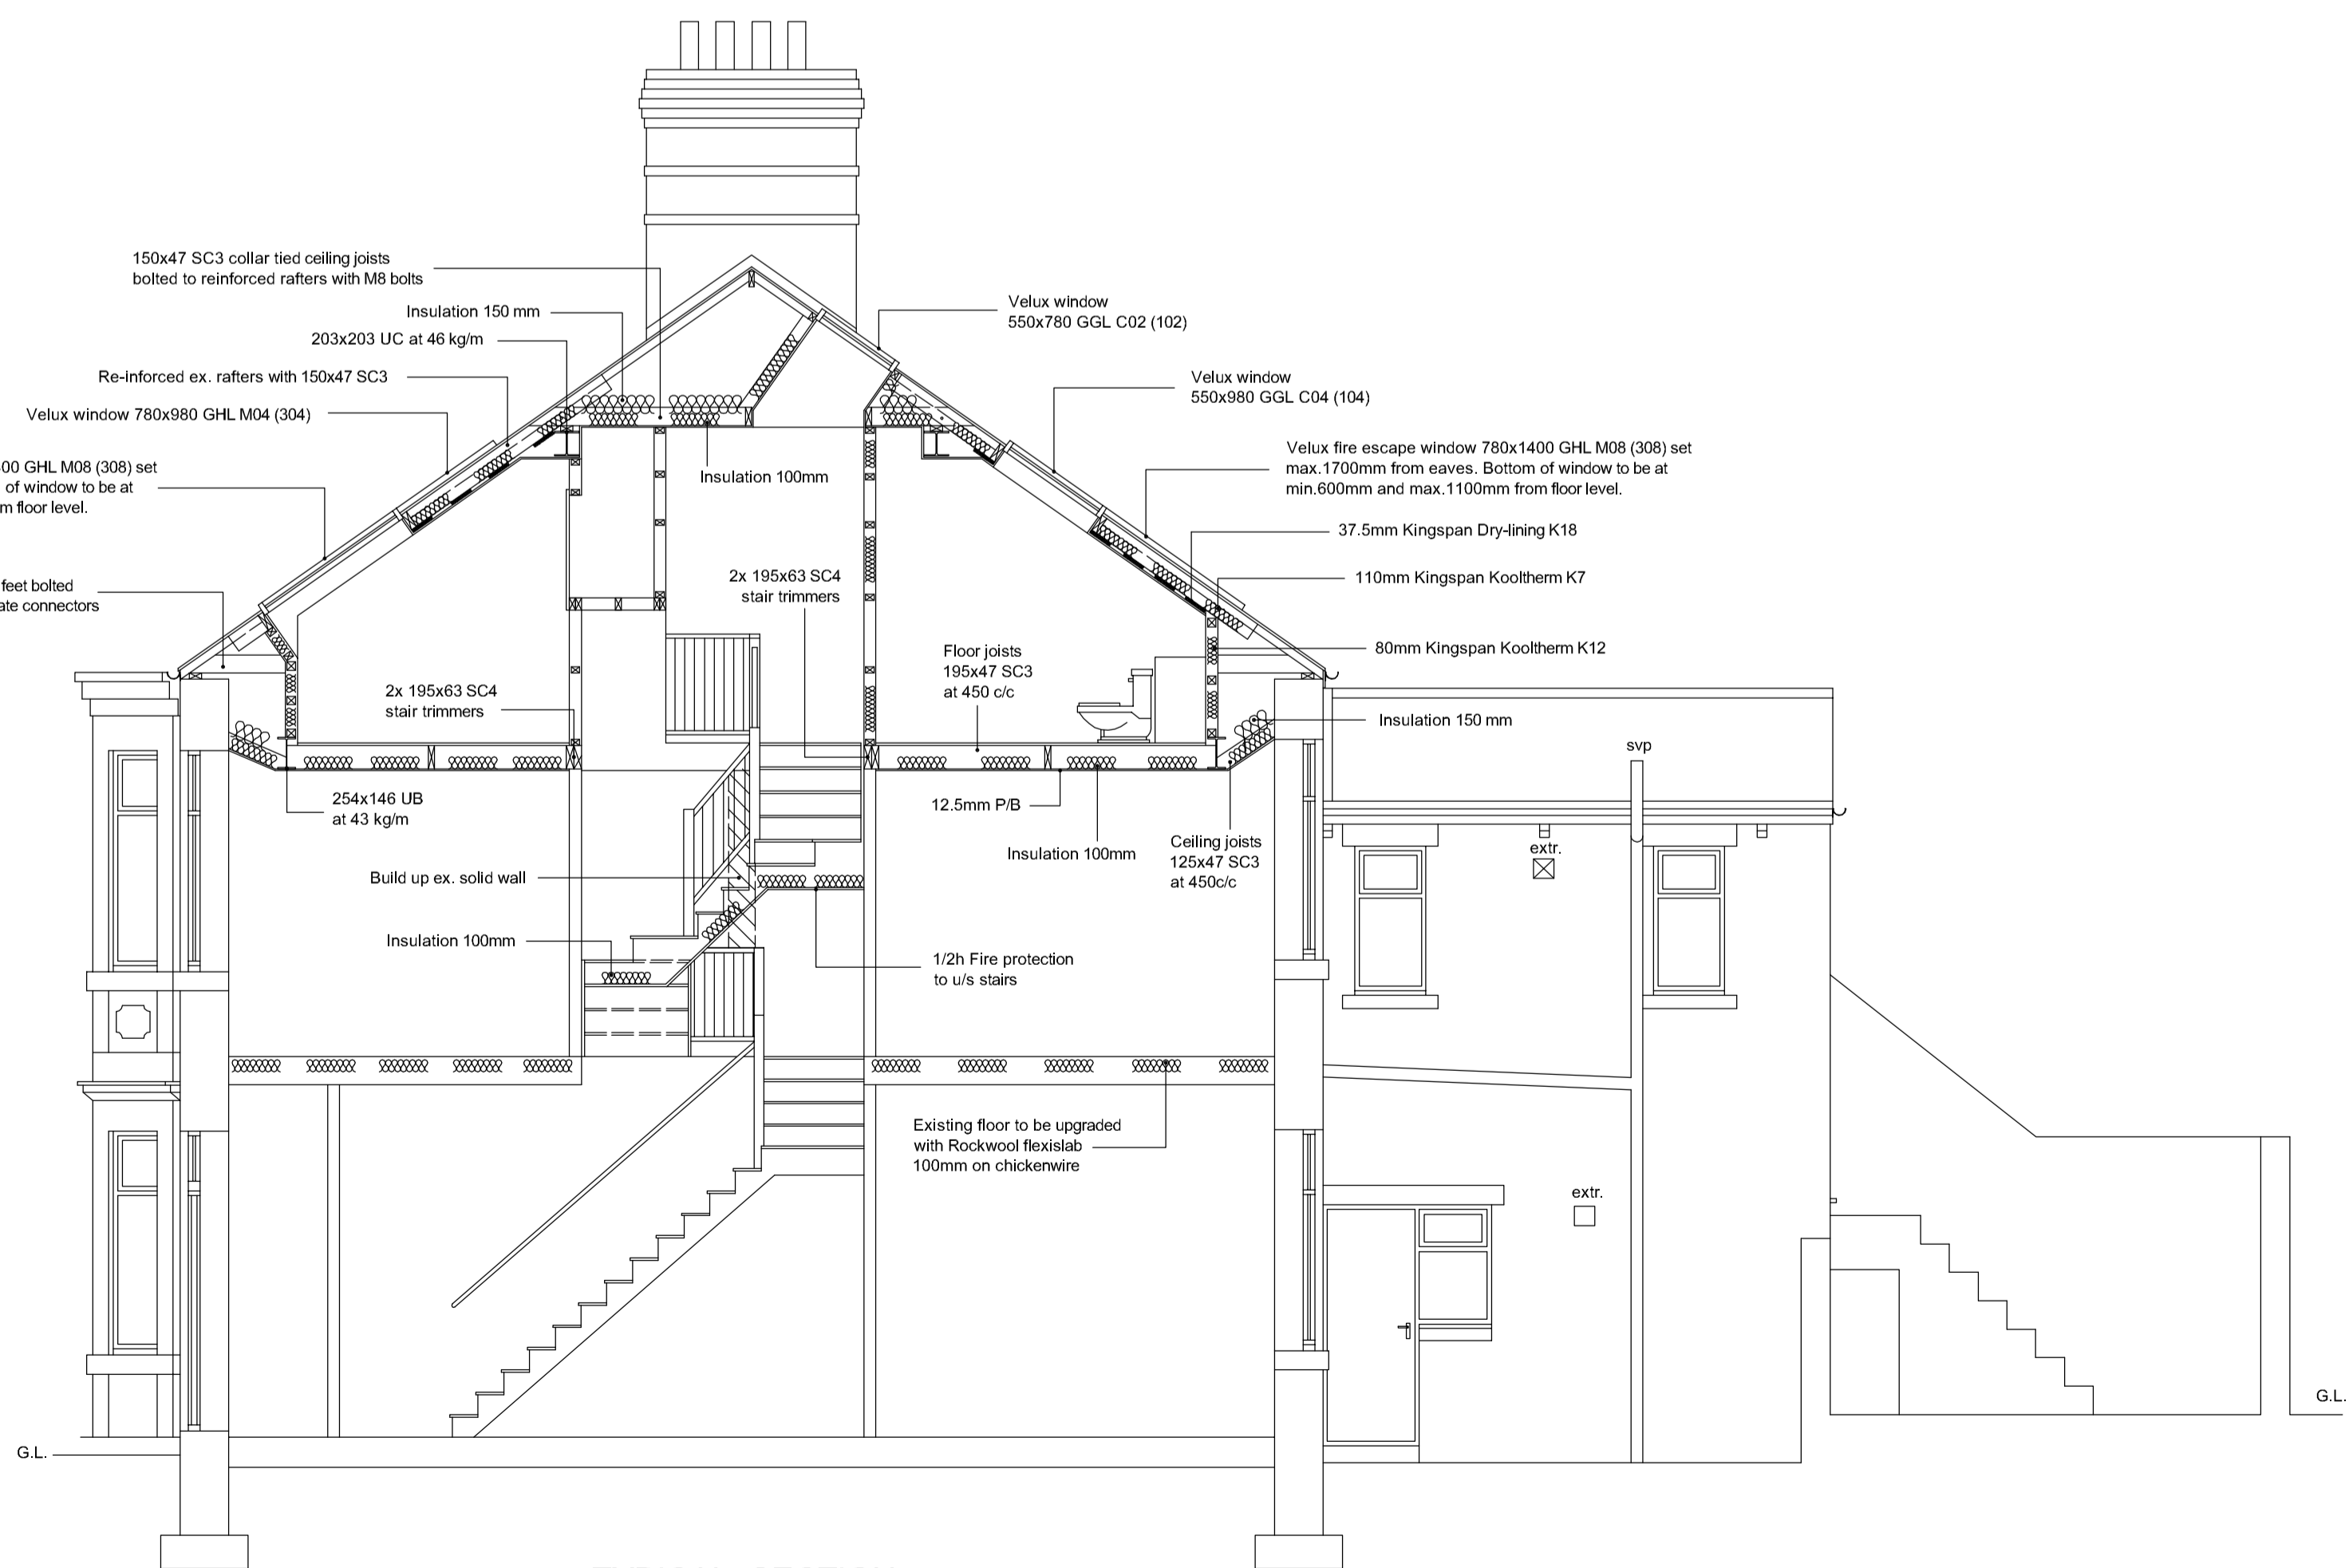 150x47 SC3 collar tied ceiling joists
bolted to reinforced rafters with M8 bolts
Insulation 150 mm
203x203 UC at 46 kg/m
Re-inforced ex. rafters with 150x47 SC3
Velux window 780x980 GHL M04 (304)
00 GHL M08 (308) set
of window to be at
m floor level.
feet bolted
ate connectors
Velux window
550x780 GGL C02 (102)
Velux window
550x980 GGL C04 (104)
Velux fire escape window 780x1400 GHL M08 (308) set
max.1700mm from eaves. Bottom of window to be at
min.600mm and max.1100mm from floor level.
37.5mm Kingspan Dry-lining K18
110mm Kingspan Kooltherm K7
80mm Kingspan Kooltherm K12
Insulation 150 mm
Insulation 100mm
2x 195x63 SC4
stair trimmers
Floor joists
195x47 SC3
at 450 c/c
2x 195x63 SC4
stair trimmers
254x146 UB
at 43 kg/m
12.5mm P/B
Insulation 100mm
Ceiling joists
125x47 SC3
at 450c/c
svp
extr.
Build up ex. solid wall
Insulation 100mm
1/2h Fire protection
to u/s stairs
Existing floor to be upgraded
with Rockwool flexislab
100mm on chickenwire
extr.
G.L.
G.L.